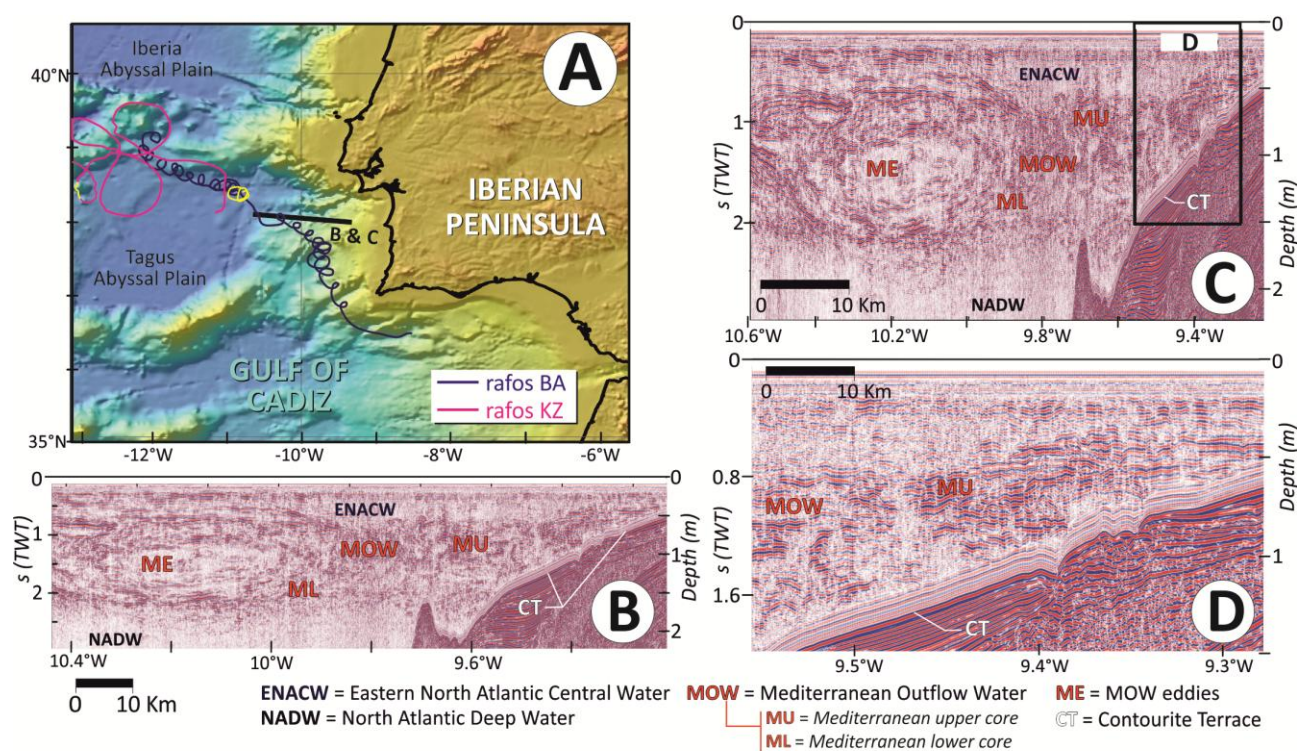 A
Iberia
Abyssal Plain
40°N
IBERIAN
PENINSULA
B & C
Tagus
Abyssal Plain
GULF OF
CADIZ
rafos BA
rafos KZ
35°N
-12°W
-10°W
-8°W
-6°W
C
0
1
2
s (TWT)
ENACW
MU
ME
MOW
ML
NADW
D
CT
0
10 Km
10.6°W
10.2°W
9.8°W
9.4°W
0
1
2
Depth (m)
B
0
1
2
s (TWT)
ENACW
ME
MOW
MU
ML
CT
NADW
10.4°W
10°W
9.6°W
0
1
2
Depth (m)
0
10 Km
D
0
0.8
1.6
s (TWT)
0
10 Km
MOW
MU
CT
9.5°W
9.4°W
9.3°W
0
1
Depth (m)
ENACW = Eastern North Atlantic Central Water
NADW = North Atlantic Deep Water
MOW = Mediterranean Outflow Water
MU = Mediterranean upper core
ML = Mediterranean lower core
ME = MOW eddies
CT = Contourite Terrace